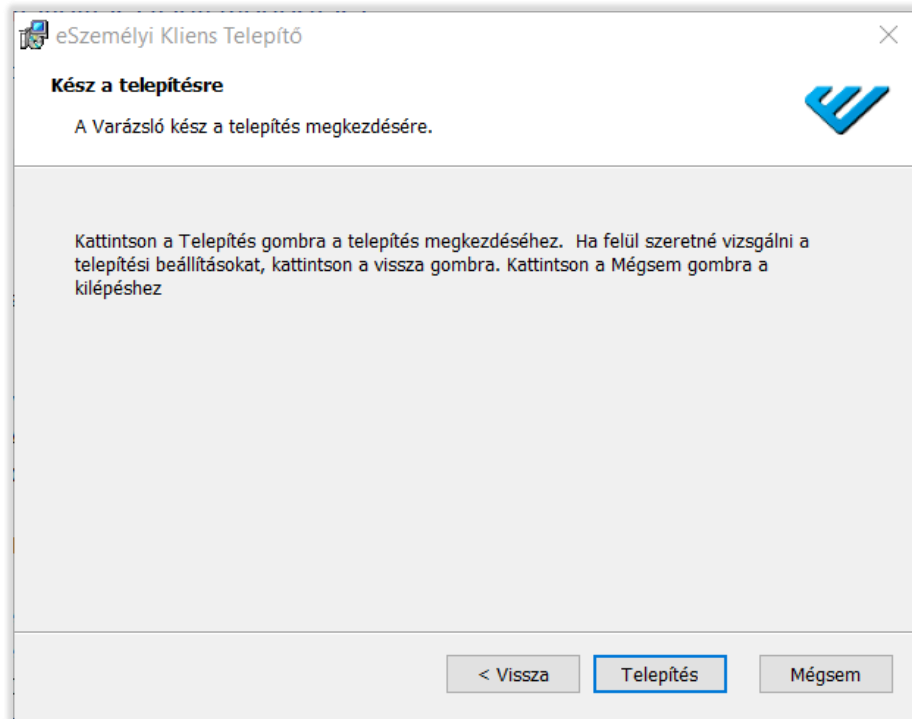 eSzemélyi Kliens Telepítő
Kész a telepítésre
A Varázsló kész a telepítés megkezdésére.
Kattintson a Telepítés gombra a telepítés megkezdéséhez.  Ha felül szeretné vizsgálni a
telepítési beállításokat, kattintson a vissza gombra. Kattintson a Mégsem gombra a
kilépéshez
< Vissza
Telepítés
Mégsem